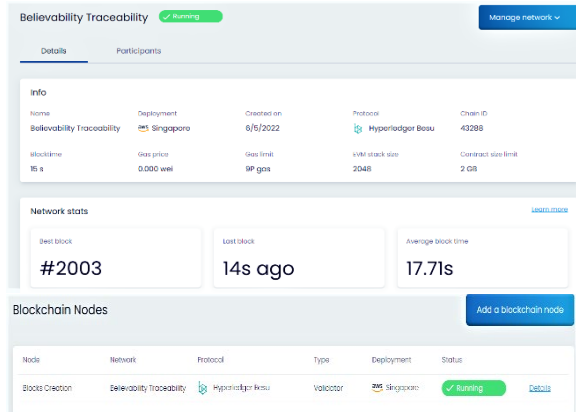 Believability Traceability
Running
Manage network
Details Participants
Info
Name Deployment Created on Protocol Chain ID
Believability Traceability aws Singapore 6/5/2022 Hyperledger Besu 43288
Blocktime Gas price Gas limit EVM stack size Contract size limit
15 s 0.000 wei 9P gas 2048 2 GB
Network stats Learn more
Best block Last block Average block time
#2003 14s ago 17.71s
Blockchain Nodes Add a blockchain node
Node Network Protocol Type Deployment Status
Blocks Creation Believability Traceability Hyperledger Besu Validator aws Singapore Running Details